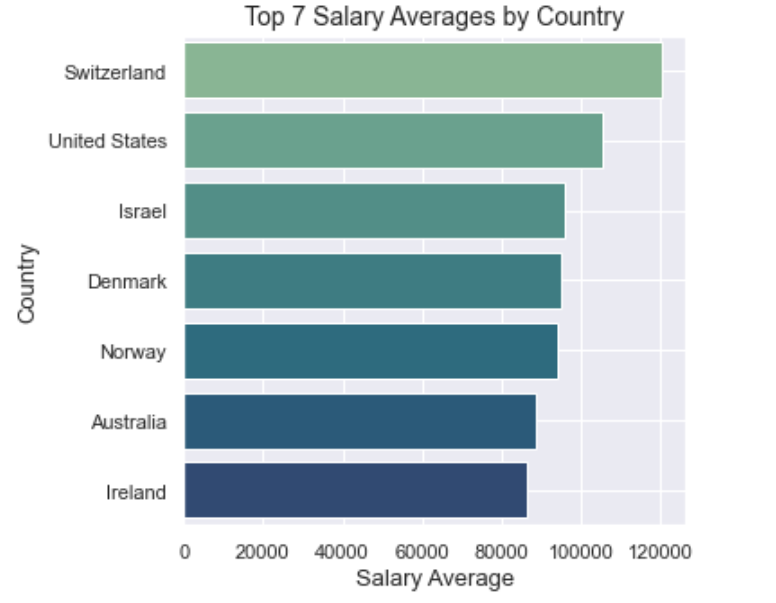 Top 7 Salary Averages by Country
Country
Switzerland
United States
Israel
Denmark
Norway
Australia
Ireland
0 20000 40000 60000 80000 100000 120000
Salary Average